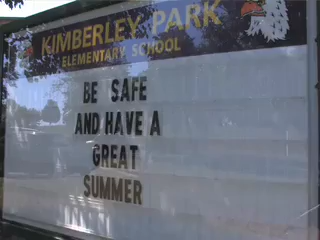 KIMBERLEY PARK
ELEMENTARY SCHOOL
BE SAFE
AND HAVE A
GREAT
SUMMER